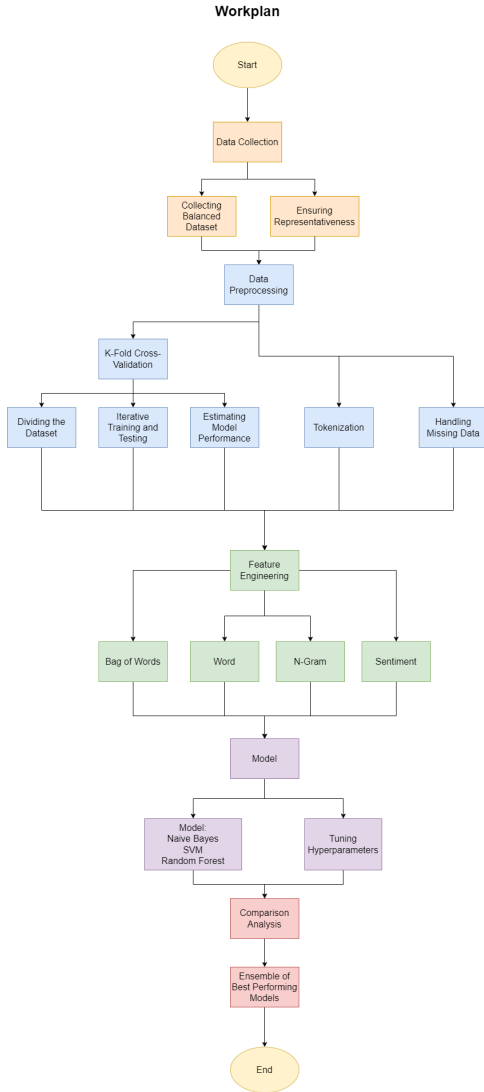 Workplan
Start
Data Collection
Collecting
Balanced
Dataset
Ensuring
Representativeness
Data
Preprocessing
K-Fold Cross-
Validation
Dividing the
Dataset
Iterative
Training and
Testing
Estimating
Model
Performance
Tokenization
Handling
Missing Data
Feature
Engineering
Bag of Words
Word
N-Gram
Sentiment
Model
Model:
Naive Bayes
SVM
Random Forest
Tuning
Hyperparameters
Comparison
Analysis
Ensemble of
Best Performing
Models
End